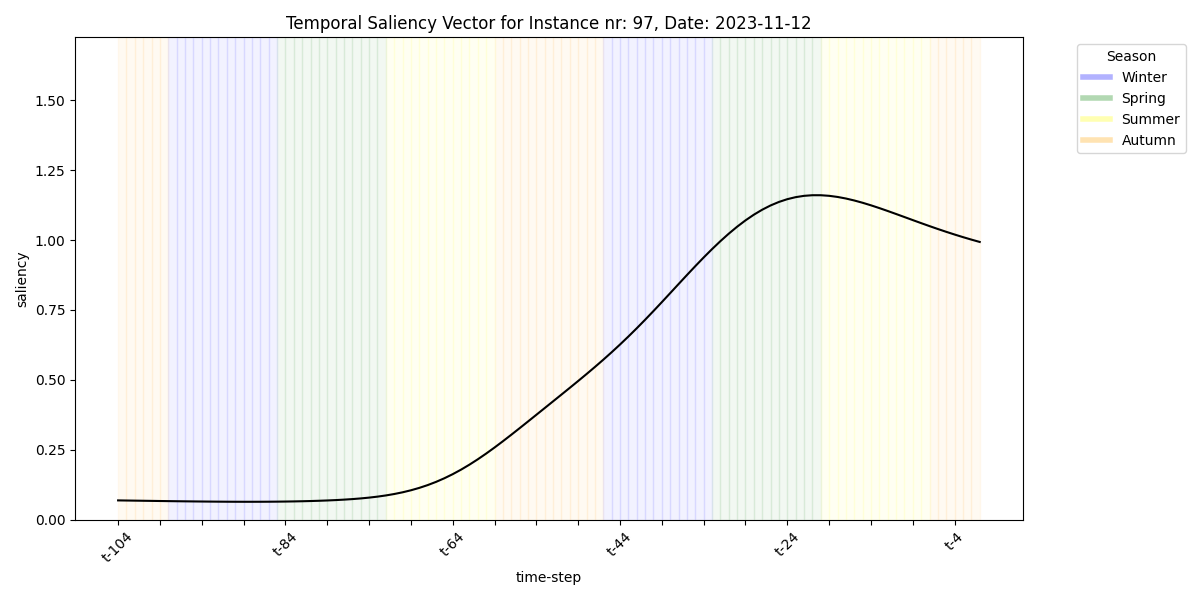 Temporal Saliency Vector for Instance nr: 97, Date: 2023-11-12
Season
Winter
Spring
Summer
Autumn
saliency
1.50
1.25
1.00
0.75
0.50
0.25
0.00
t-104
t-84
t-64
t-44
t-24
t-4
time-step